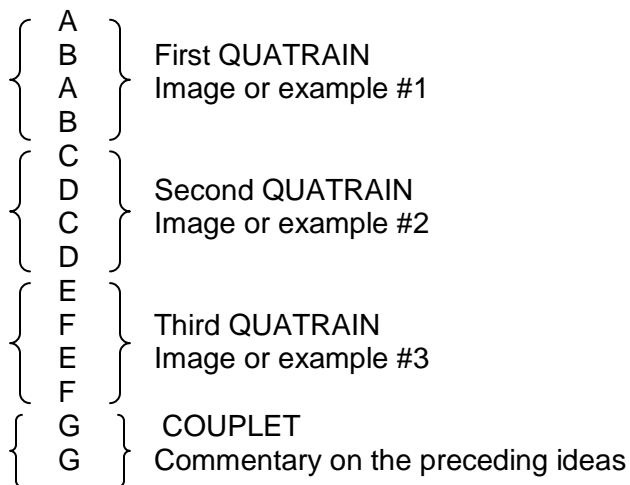 A
B First QUATRAIN
A Image or example #1
B
C
D Second QUATRAIN
C Image or example #2
D
E
F Third QUATRAIN
E Image or example #3
F
G COUPLET
G Commentary on the preceding ideas